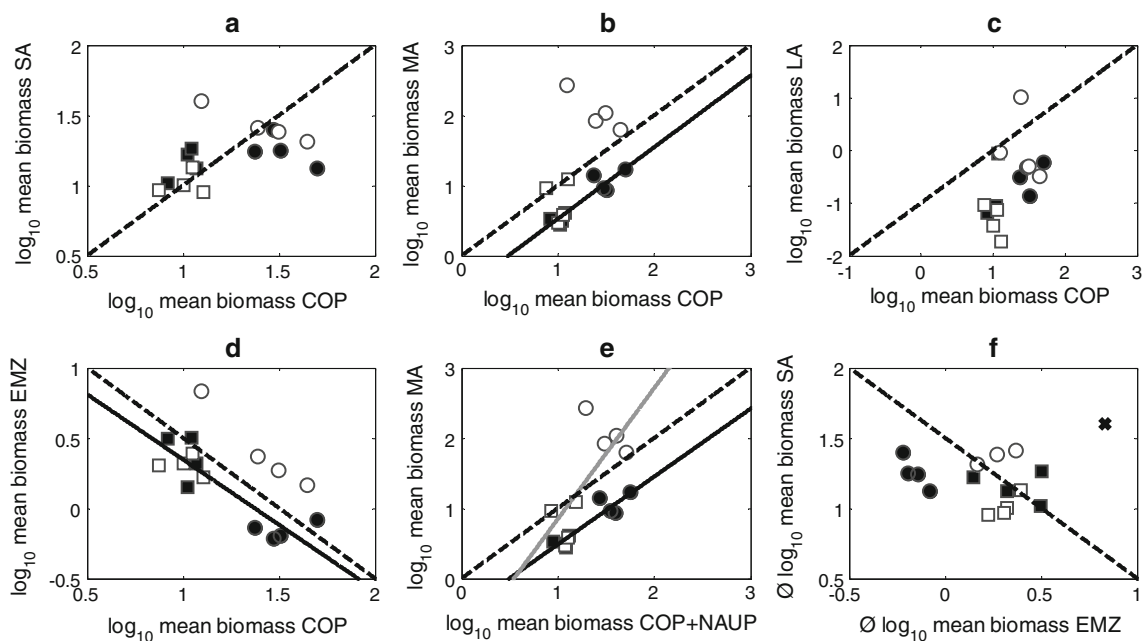 a
log10 mean biomass SA
2
1.5
1
0.5
0.5 1 1.5 2
log10 mean biomass COP
b
log10 mean biomass MA
3
2
1
0
0 1 2 3
log10 mean biomass COP
c
log10 mean biomass LA
2
1
0
-1
-2
-1 0 1 2 3
log10 mean biomass COP
d
log10 mean biomass EMZ
1
0.5
0
-0.5
0.5 1 1.5 2
log10 mean biomass COP
e
log10 mean biomass MA
3
2
1
0
0 1 2 3
log10 mean biomass COP+NAUP
f
Ø log10 mean biomass SA
2
1.5
1
0.5
-0.5 0 0.5 1
Ø log10 mean biomass EMZ